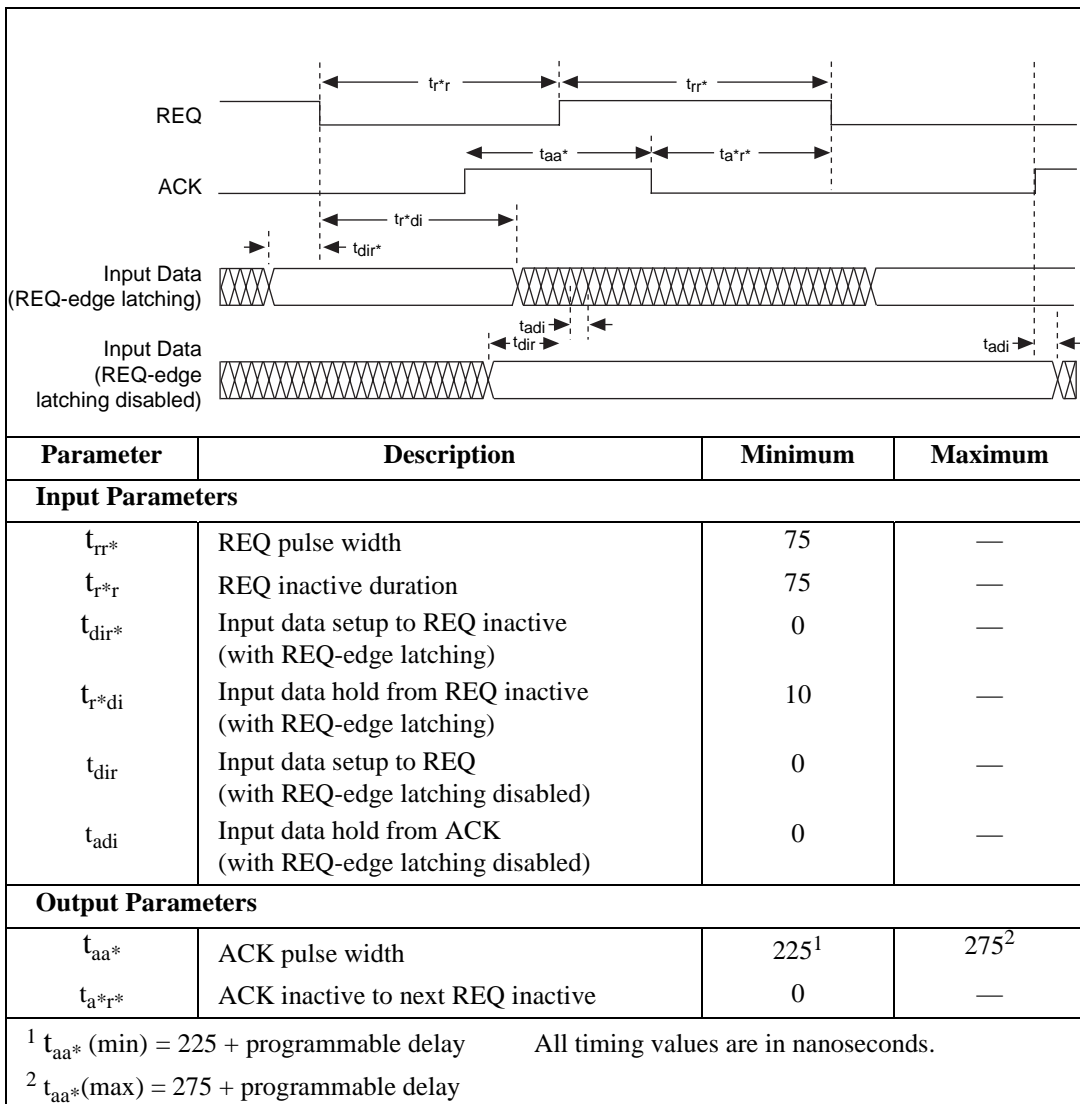 tr*r
trr*
REQ
taa*
ta*r*
ACK
tr*di
tdir*
Input Data
(REQ-edge latching)
tadi
tdir
tadi
Input Data
(REQ-edge
latching disabled)
Parameter Description Minimum Maximum
Input Parameters
trr* REQ pulse width 75 —
tr*r REQ inactive duration 75 —
tdir* Input data setup to REQ inactive 0 —
(with REQ-edge latching)
tr*di Input data hold from REQ inactive 10 —
(with REQ-edge latching)
tdir Input data setup to REQ 0 —
(with REQ-edge latching disabled)
tadi Input data hold from ACK 0 —
(with REQ-edge latching disabled)
Output Parameters
taa* ACK pulse width 225¹ 275²
ta*r* ACK inactive to next REQ inactive 0 —
¹ taa* (min) = 225 + programmable delay All timing values are in nanoseconds.
² taa*(max) = 275 + programmable delay